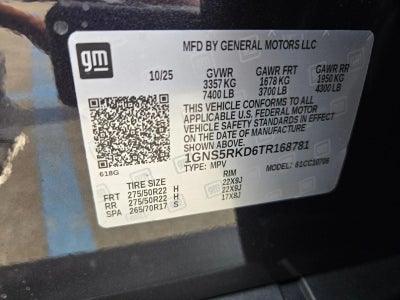 gm
MFD BY GENERAL MOTORS LLC
10/25 GVWR GAWR FRT GAWR RR
3357 KG 1678 KG 1950 KG
7400 LB 3700 LB 4300 LB
THIS VEHICLE CONFORMS TO ALL
APPLICABLE U.S. FEDERAL MOTOR
VEHICLE SAFETY STANDARDS
IN EFFECT ON THE DATE OF MANUFACTURE
SHOWN ABOVE.
618G 1GNS5RKD6TR168781
TYPE: MPV MODEL: 61CC10706
TIRE SIZE RIM
FRT 275/50R22 H 22X9J
RR 275/50R22 H 22X9J
SPA 265/70R17 S 17X8J